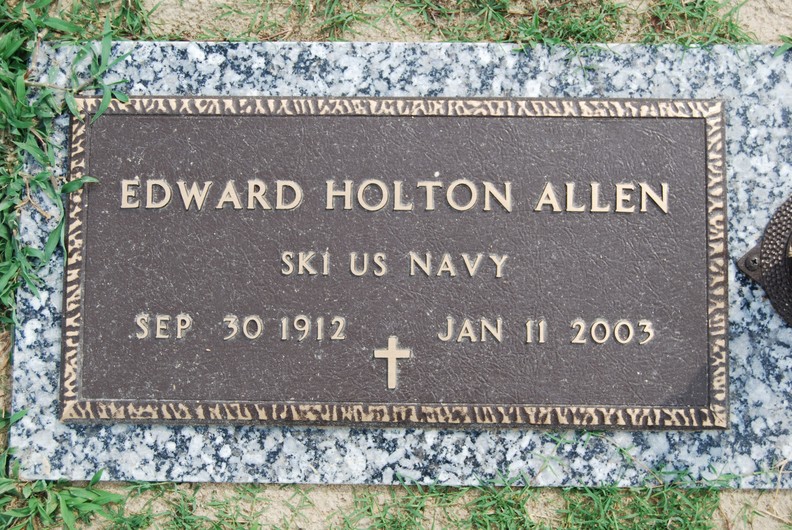 EDWARD HOLTON ALLEN
SK1 US NAVY
SEP 30 1912 JAN 11 2003